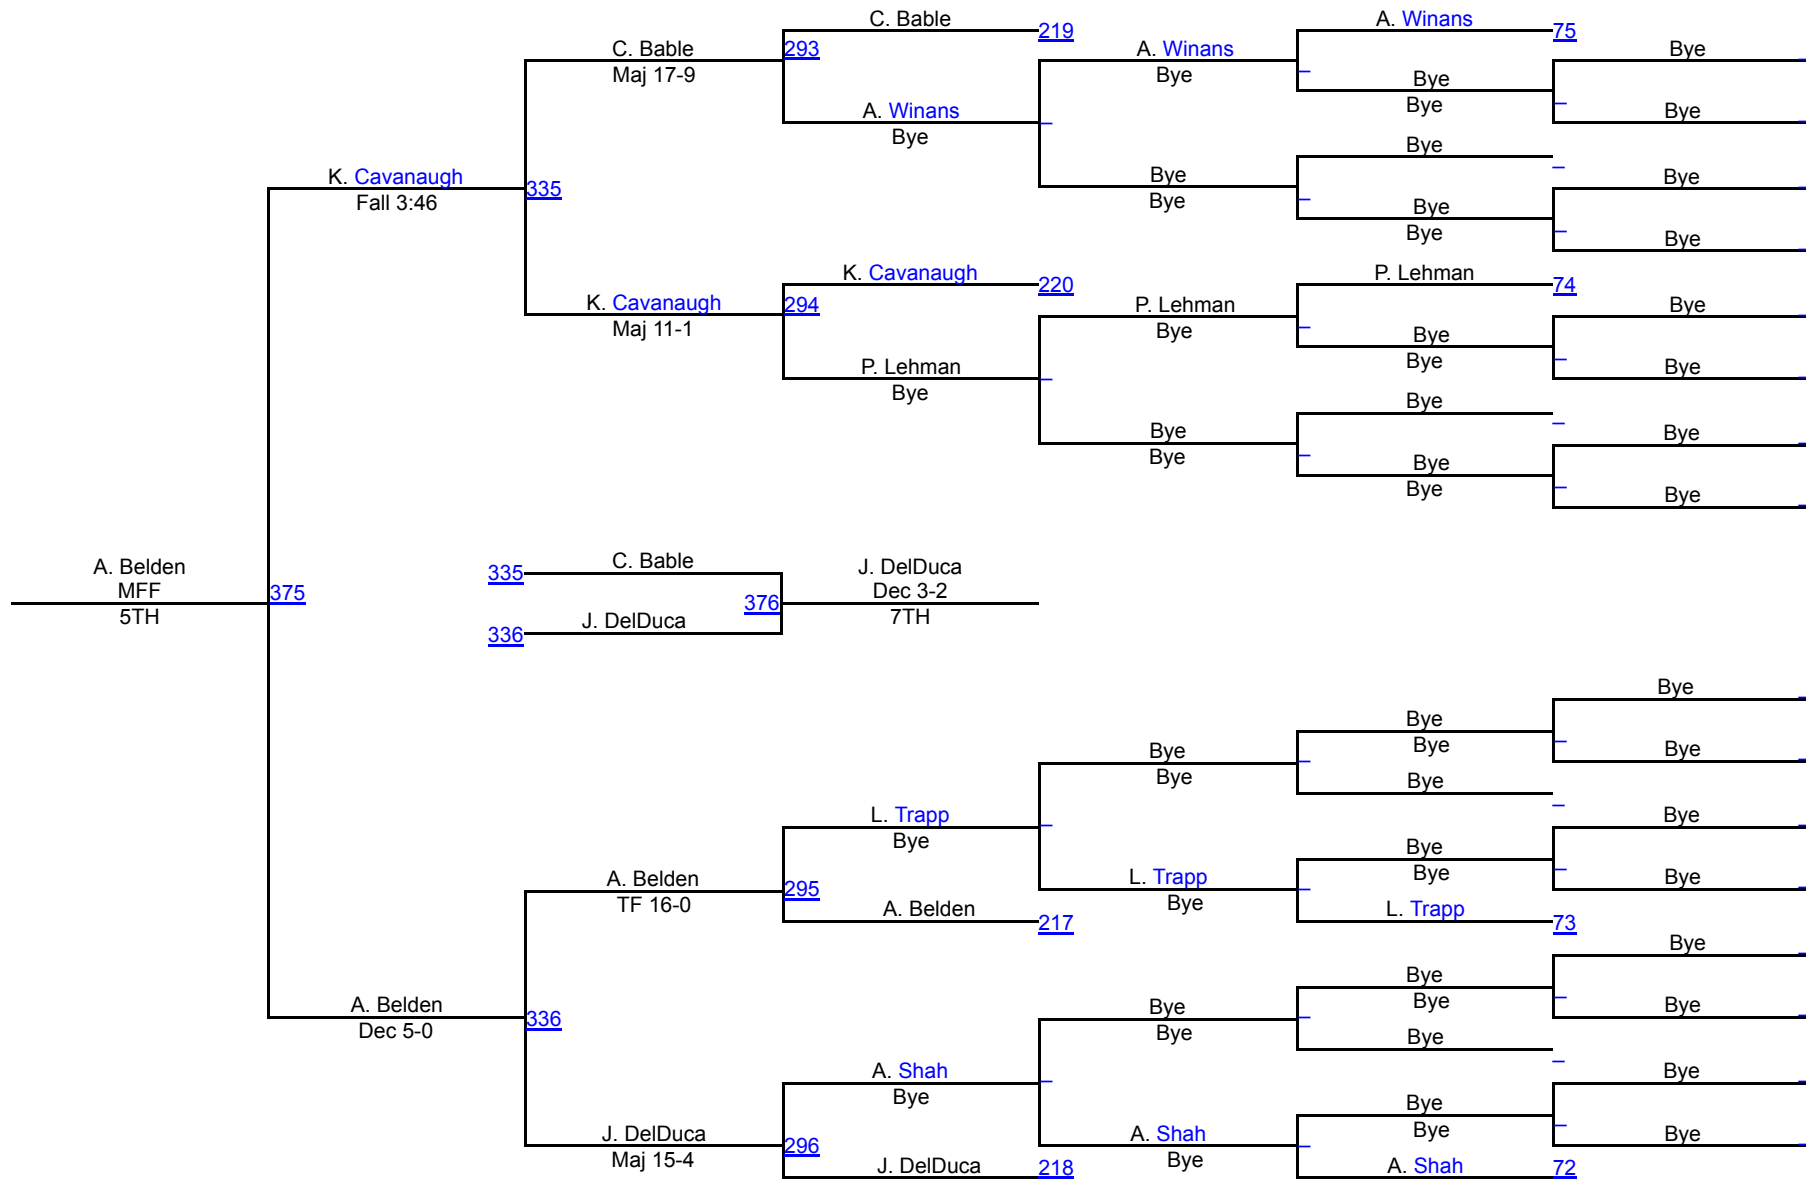 C. Bable
219
A. Winans
75
C. Bable
293
Maj 17-9
A. Winans
Bye
Bye
Bye
Bye
A. Winans
Bye
Bye
Bye
K. Cavanaugh
Fall 3:46
335
Bye
Bye
Bye
Bye
Bye
Bye
K. Cavanaugh
220
P. Lehman
74
K. Cavanaugh
294
Maj 11-1
P. Lehman
Bye
Bye
Bye
Bye
P. Lehman
Bye
Bye
Bye
Bye
Bye
Bye
Bye
Bye
Bye
A. Belden
MFF
5TH
375
335
C. Bable
336
J. DelDuca
376
J. DelDuca
Dec 3-2
7TH
Bye
Bye
Bye
Bye
Bye
Bye
Bye
L. Trapp
Bye
Bye
Bye
Bye
A. Belden
TF 16-0
295
L. Trapp
Bye
Bye
A. Belden
217
L. Trapp
73
Bye
Bye
Bye
Bye
A. Belden
Dec 5-0
336
Bye
Bye
Bye
A. Shah
Bye
Bye
Bye
Bye
J. DelDuca
Maj 15-4
296
A. Shah
Bye
Bye
J. DelDuca
218
A. Shah
72